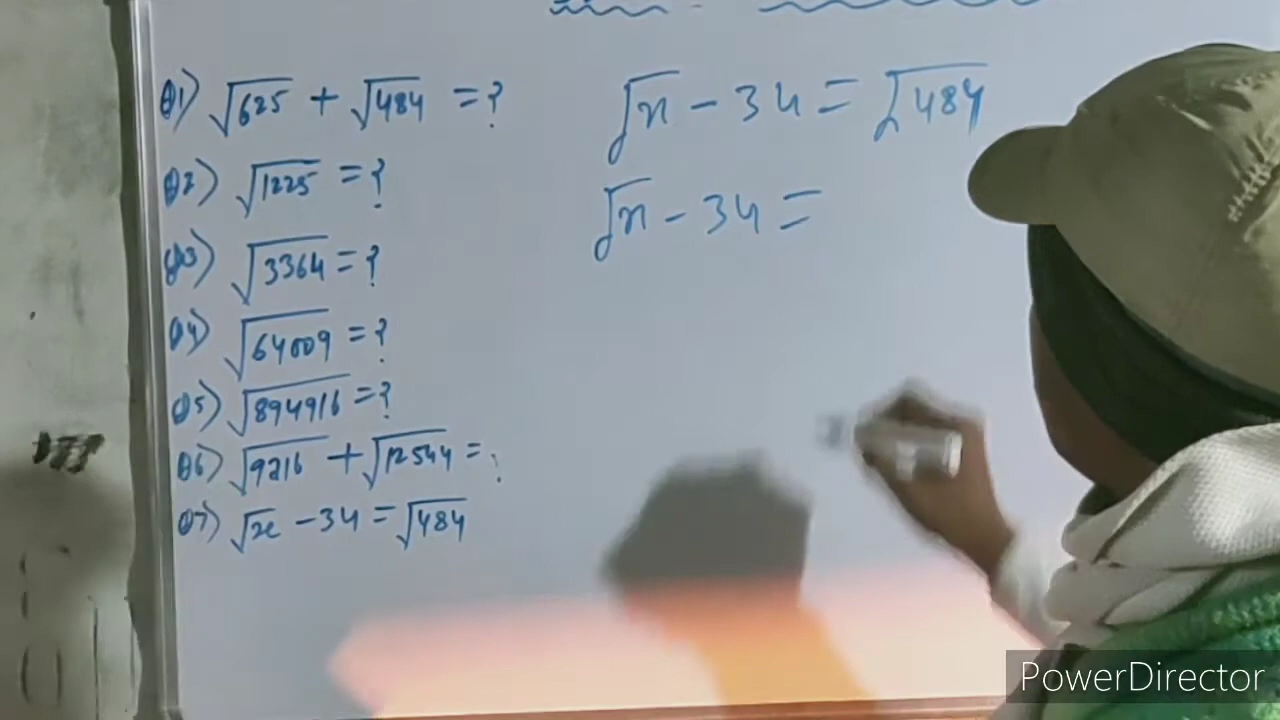 Q1) √625 + √484 = ?
Q2) √1225 = ?
Q3) √3364 = ?
Q4) √64009 = ?
Q5) √894916 = ?
Q6) √9216 + √12544 = ?
Q7) √x - 34 = √484
√x - 34 = √484
√x - 34 =
PowerDirector